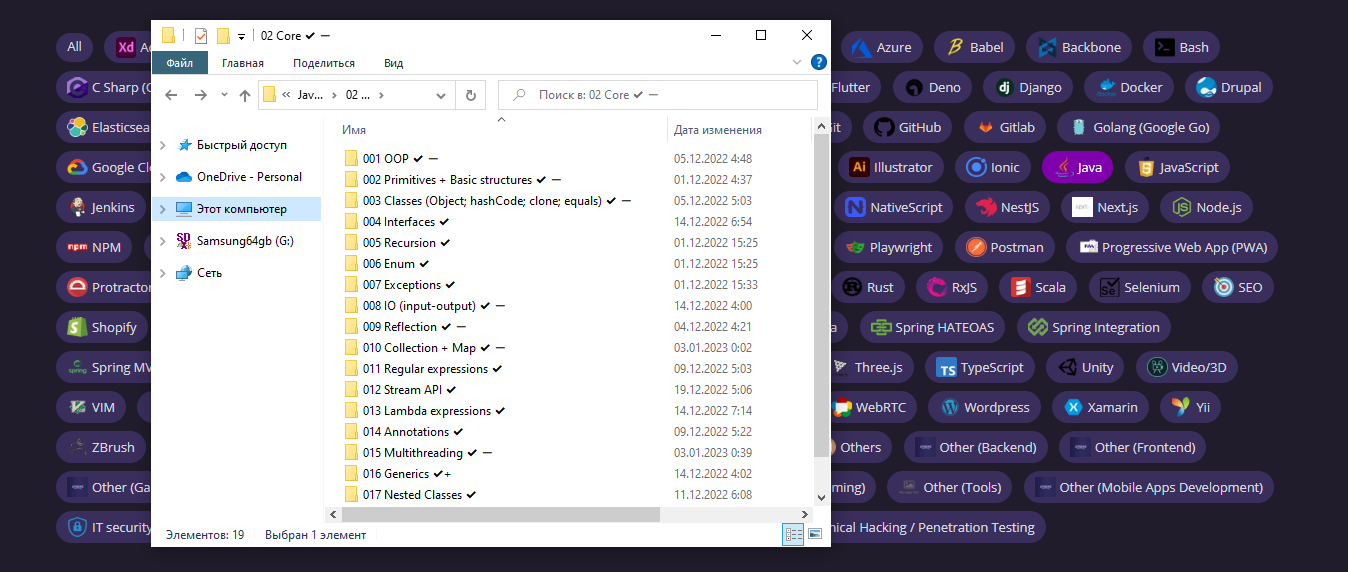 02 Core ✔ —
Файл Главная Поделиться Вид
« Jav... › 02 ... › Поиск в: 02 Core ✔ —
Быстрый доступ
OneDrive - Personal
Этот компьютер
Samsung64gb (G:)
Сеть
Имя Дата изменения
001 OOP ✔ — 05.12.2022 4:48
002 Primitives + Basic structures ✔ — 01.12.2022 4:37
003 Classes (Object; hashCode; clone; equals) ✔ — 05.12.2022 5:03
004 Interfaces ✔ 14.12.2022 6:54
005 Recursion ✔ 01.12.2022 15:25
006 Enum ✔ 01.12.2022 15:25
007 Exceptions ✔ 01.12.2022 15:33
008 IO (input-output) ✔ — 14.12.2022 4:00
009 Reflection ✔ — 04.12.2022 4:21
010 Collection + Map ✔ — 03.01.2023 0:02
011 Regular expressions ✔ 09.12.2022 5:03
012 Stream API ✔ 19.12.2022 5:06
013 Lambda expressions ✔ 14.12.2022 7:14
014 Annotations ✔ 09.12.2022 5:22
015 Multithreading ✔ — 03.01.2023 0:39
016 Generics ✔+ 14.12.2022 4:02
017 Nested Classes ✔ 11.12.2022 6:08
Элементов: 19 Выбран 1 элемент
All Xd Azure Babel Backbone Bash
C Sharp Flutter Deno dj Django Docker Drupal
GitHub Gitlab Golang (Google Go)
Google Ai Illustrator Ionic Java JavaScript
Jenkins NativeScript NestJS Next.js Node.js
npm NPM Playwright Postman Progressive Web App (PWA)
Protractor Rust RxJS Scala Se Selenium SEO
Shopify Spring HATEOAS Spring Integration
spring Spring Three.js TS TypeScript Unity Video/3D
VIM WebRTC Wordpress Xamarin Yii
ZBrush Others Other (Backend) Other (Frontend)
Other Other (Tools) Other (Mobile Apps Development)
IT security Hacking / Penetration Testing